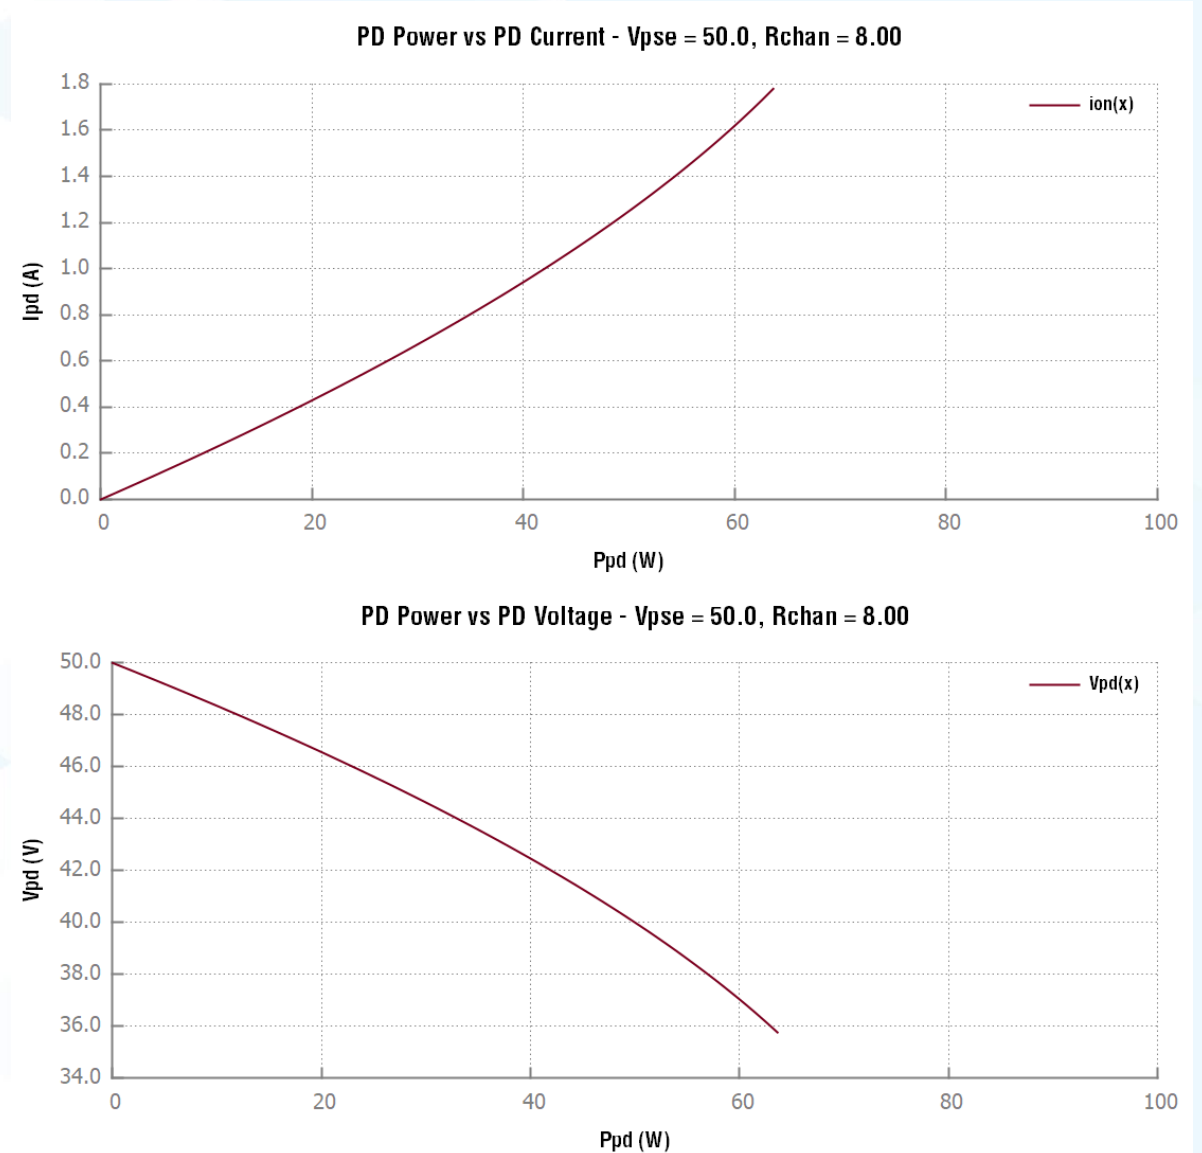 PD Power vs PD Current - Vpse = 50.0, Rchan = 8.00
ion(x)
1.8
1.6
1.4
1.2
1.0
0.8
0.6
0.4
0.2
0.0
Ipd (A)
0 20 40 60 80 100
Ppd (W)
PD Power vs PD Voltage - Vpse = 50.0, Rchan = 8.00
Vpd(x)
50.0
48.0
46.0
44.0
42.0
40.0
38.0
36.0
34.0
Vpd (V)
0 20 40 60 80 100
Ppd (W)